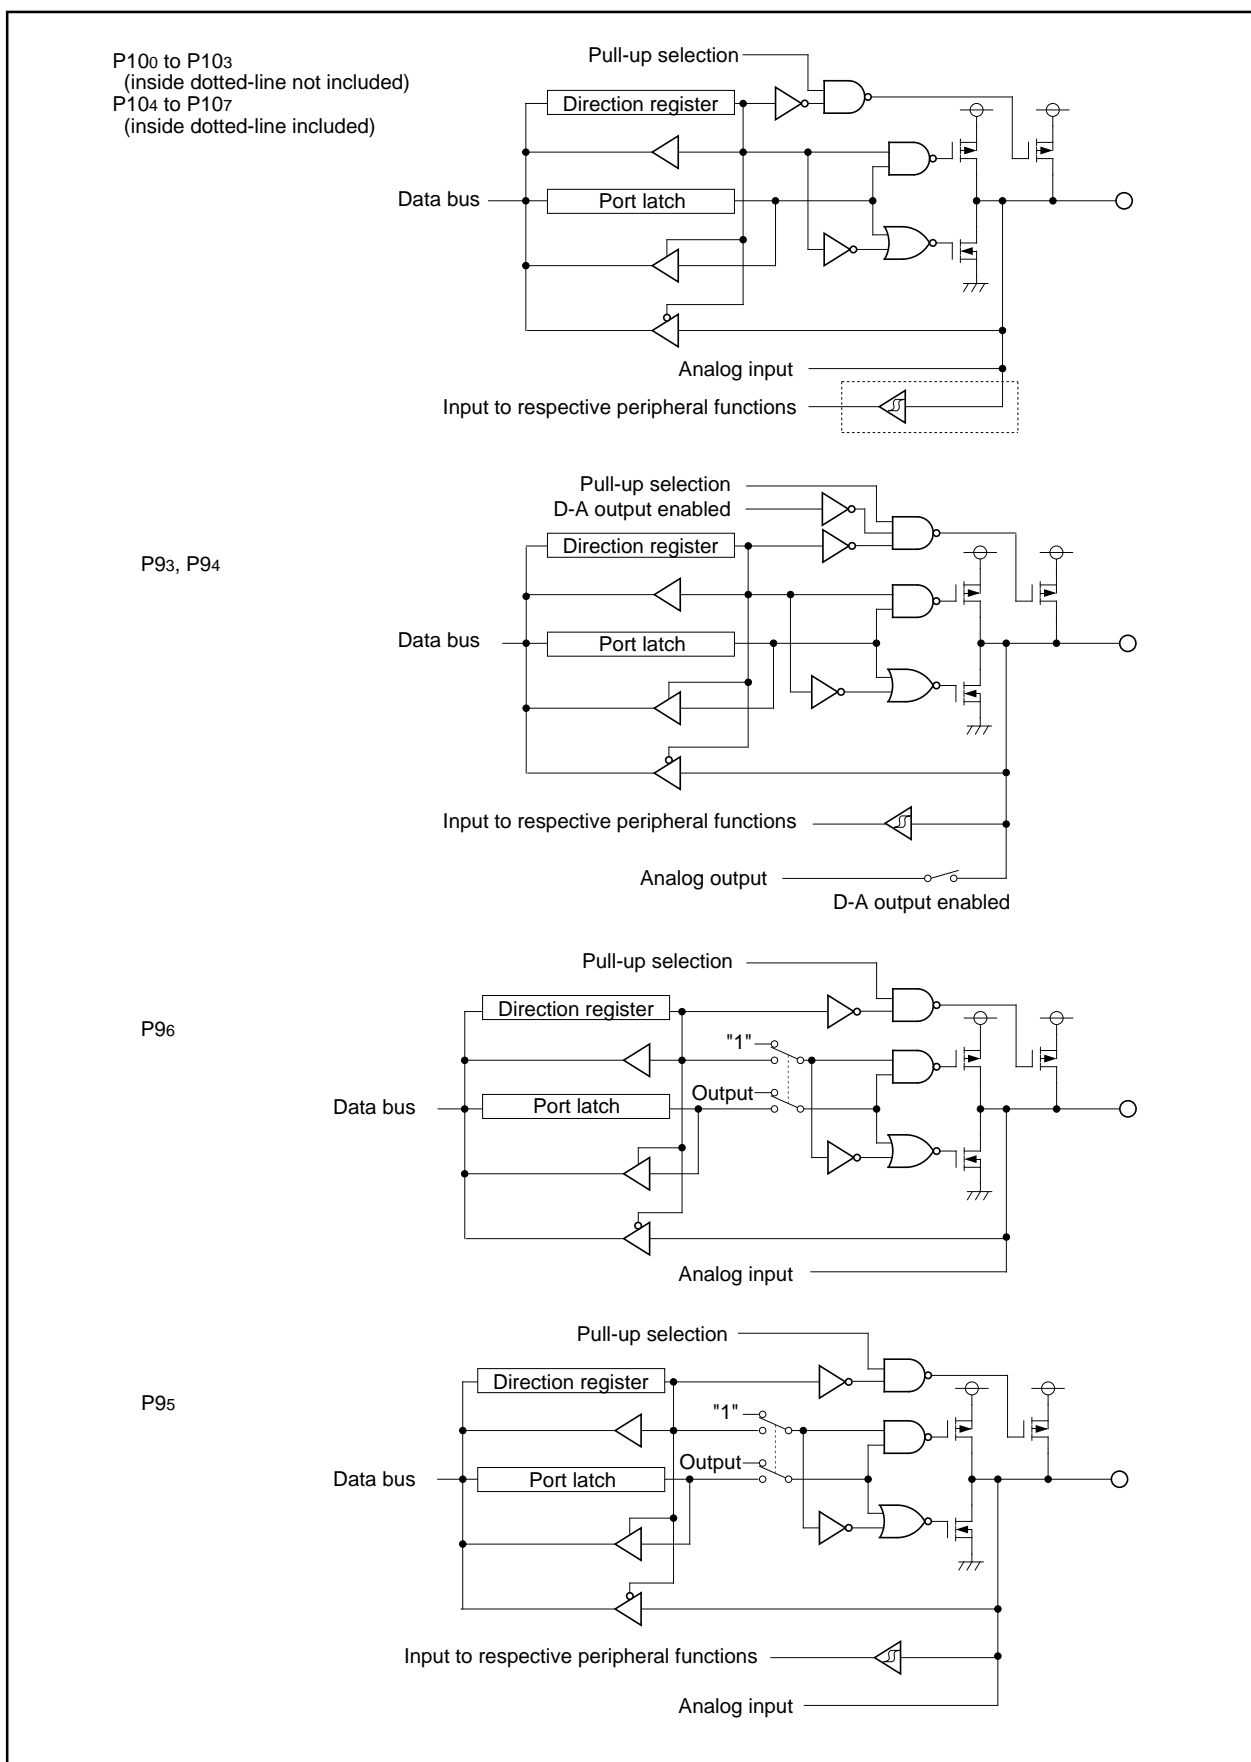 P100 to P103
(inside dotted-line not included)
P104 to P107
(inside dotted-line included)
Pull-up selection
Direction register
Data bus
Port latch
Analog input
Input to respective peripheral functions
P93, P94
Pull-up selection
D-A output enabled
Direction register
Data bus
Port latch
Input to respective peripheral functions
Analog output
D-A output enabled
P96
Pull-up selection
Direction register
"1"
Output
Data bus
Port latch
Analog input
P95
Pull-up selection
Direction register
"1"
Output
Data bus
Port latch
Input to respective peripheral functions
Analog input